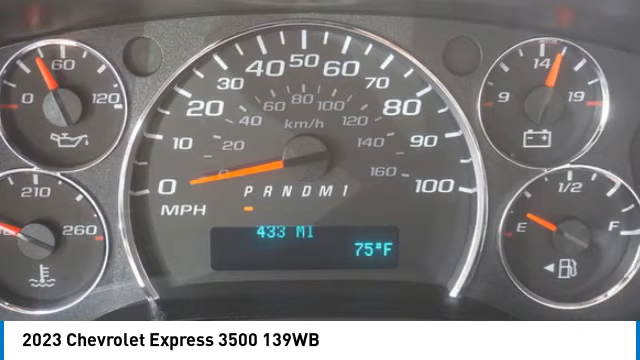 0 60 120
9 14 19
0 10 20 30 40 50 60 70 80 90 100
20 40 60 80 100 120 140 160
km/h
P R N D M 1
MPH
210
260
E 1/2 F
433 MI
75°F
2023 Chevrolet Express 3500 139WB